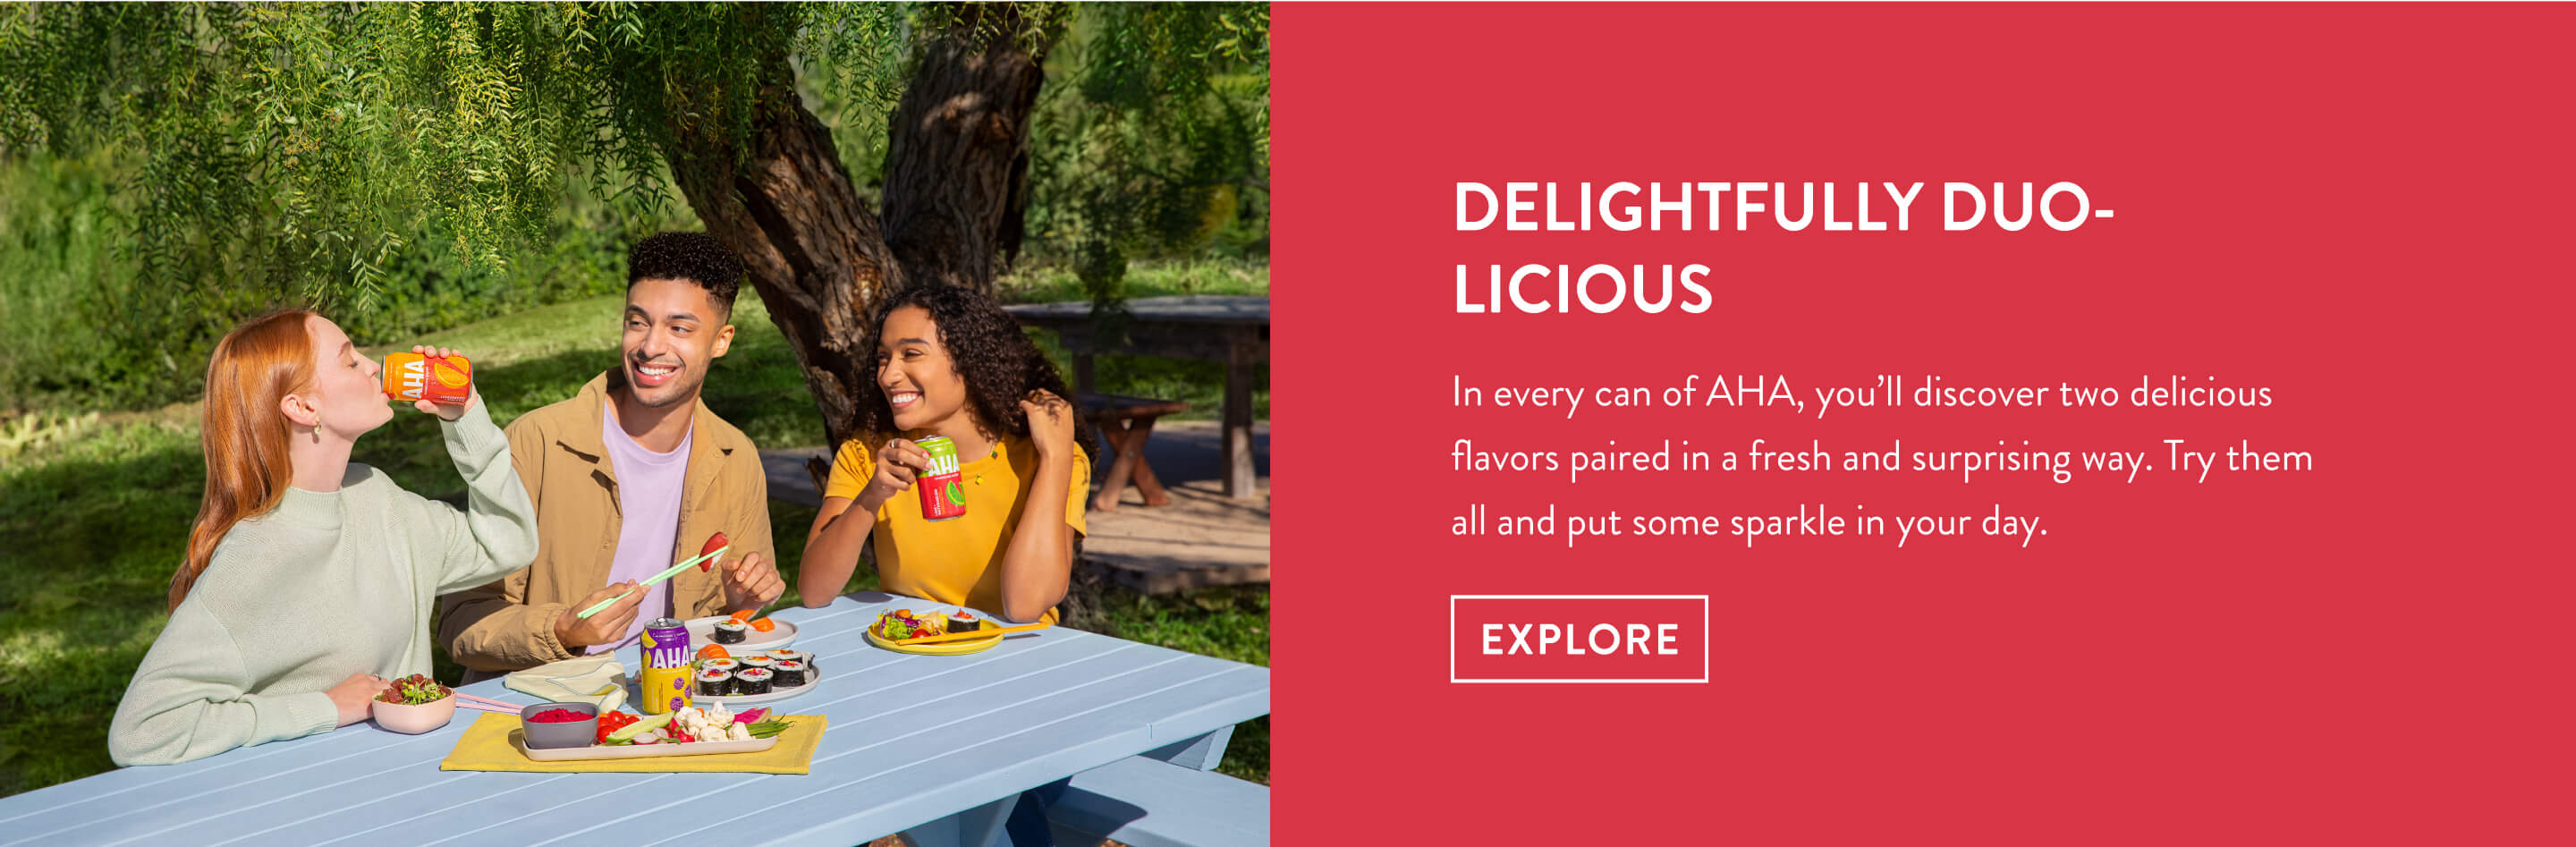 AHA
AHA
AHA
DELIGHTFULLY DUO-
LICIOUS
In every can of AHA, you’ll discover two delicious
flavors paired in a fresh and surprising way. Try them
all and put some sparkle in your day.
EXPLORE